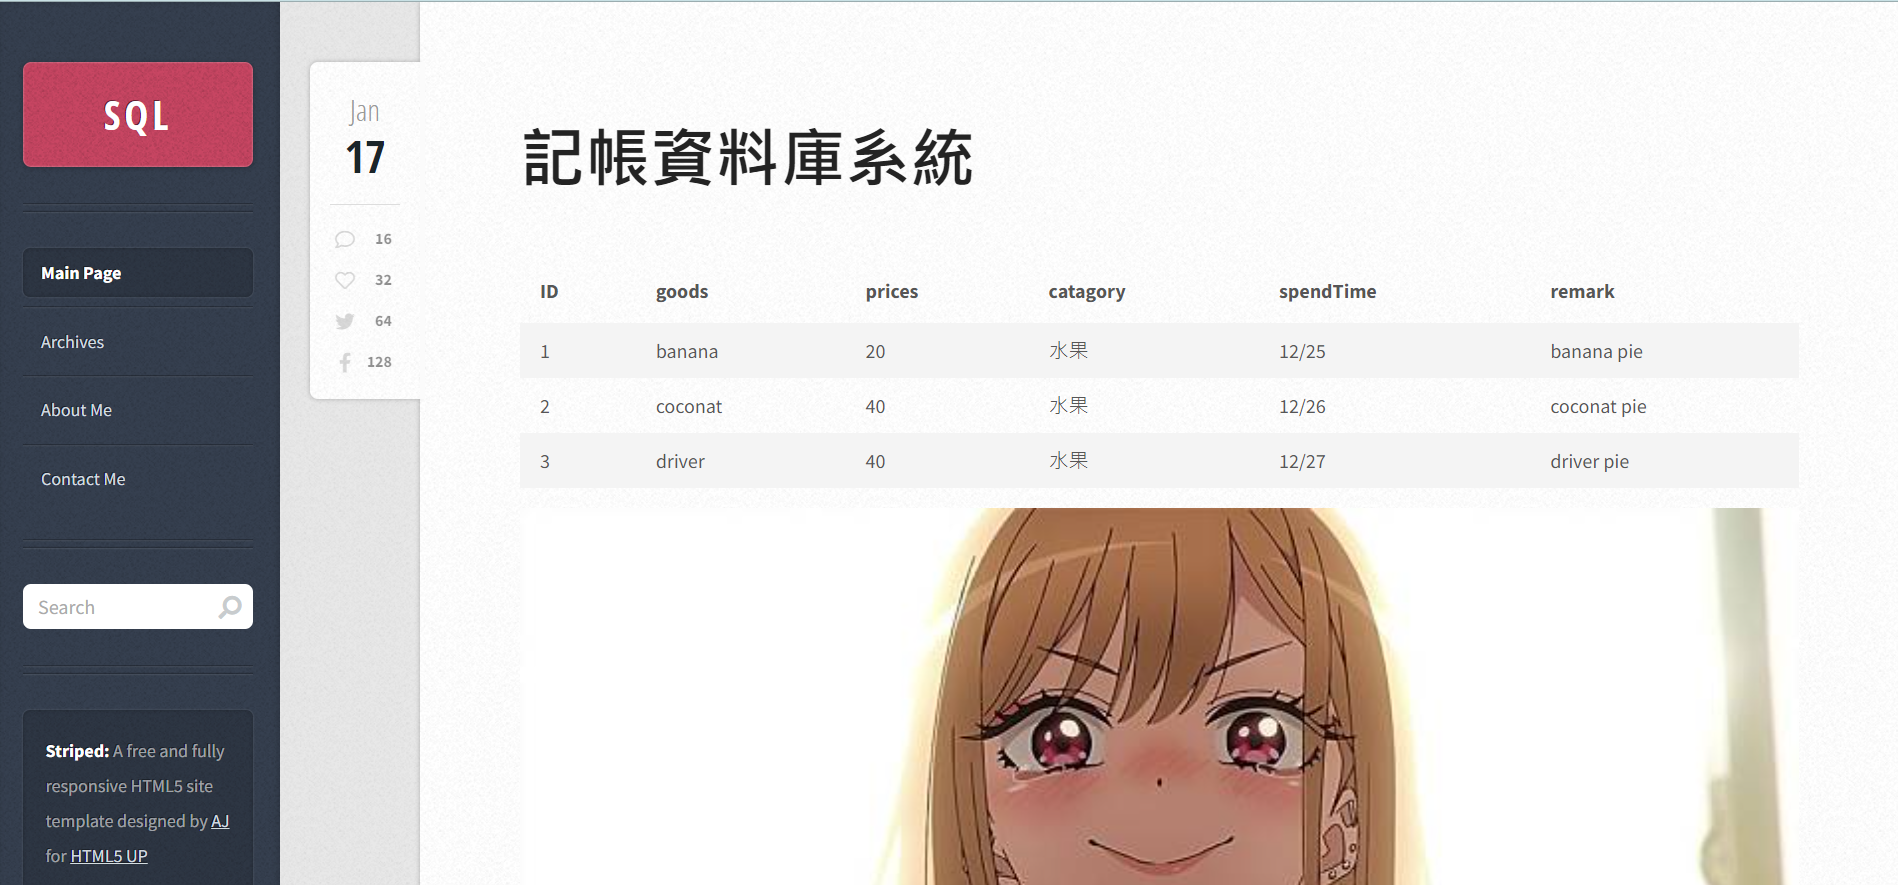 SQL
Main Page
Archives
About Me
Contact Me
Search
Striped: A free and fully
responsive HTML5 site
template designed by AJ
for HTML5 UP
Jan
17
16
32
64
128
記帳資料庫系統
ID goods prices catagory spendTime remark
1 banana 20 水果 12/25 banana pie
2 coconat 40 水果 12/26 coconat pie
3 driver 40 水果 12/27 driver pie